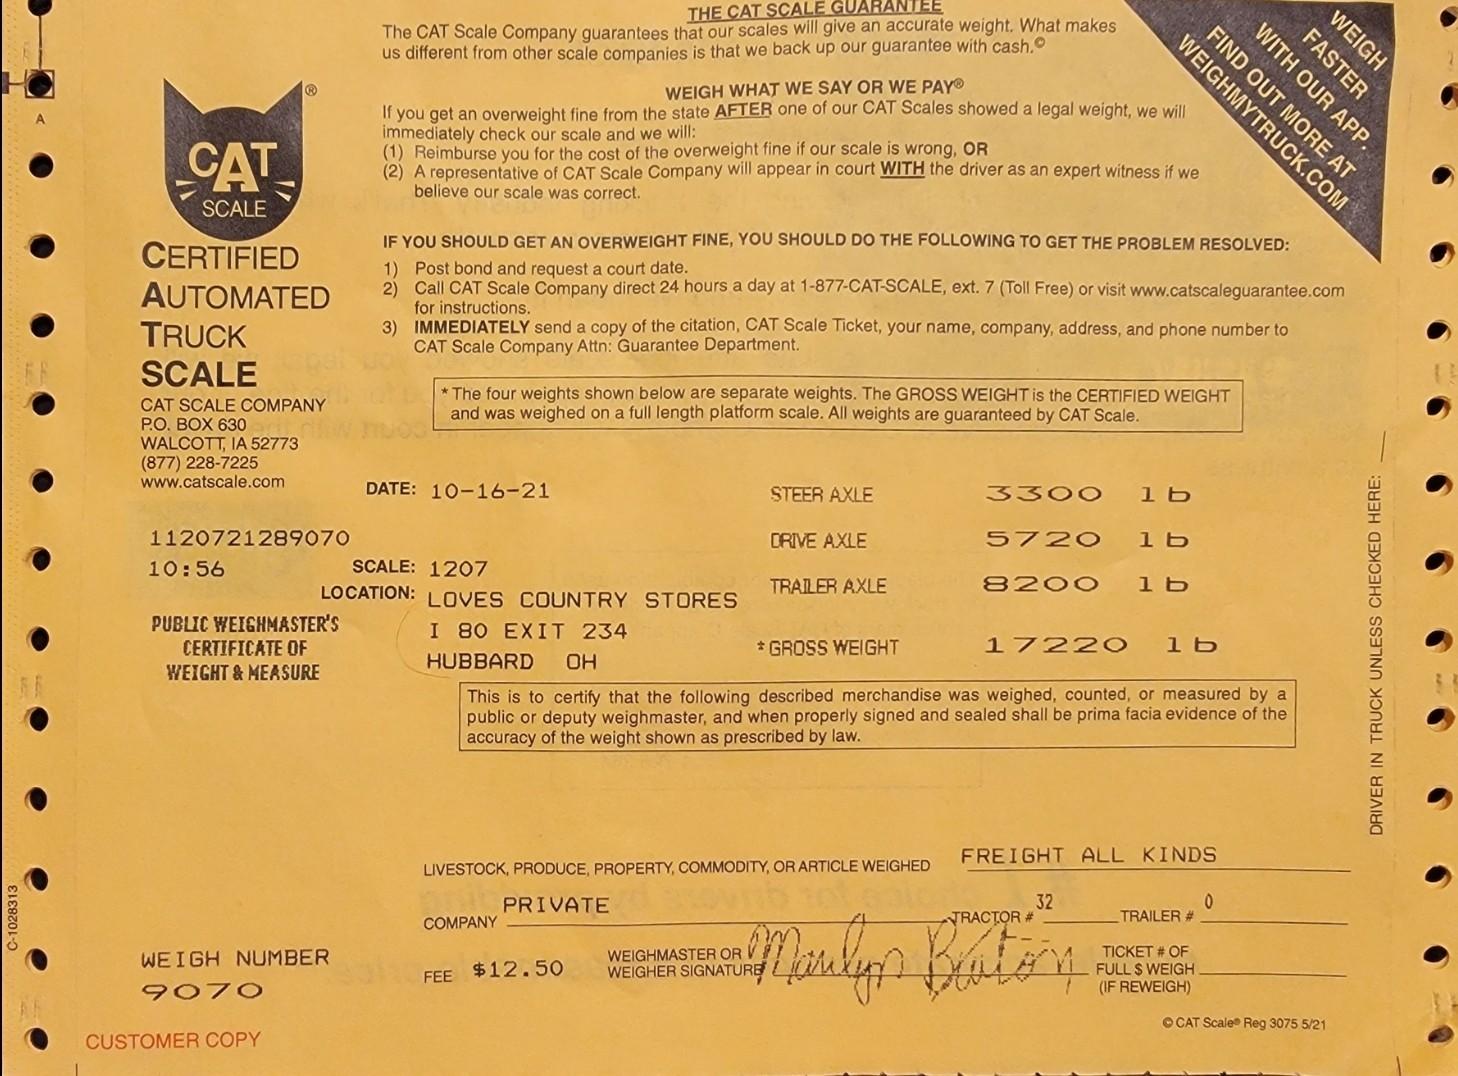 THE CAT SCALE GUARANTEE
The CAT Scale Company guarantees that our scales will give an accurate weight. What makes
us different from other scale companies is that we back up our guarantee with cash.©
WEIGH WHAT WE SAY OR WE PAY®
If you get an overweight fine from the state AFTER one of our CAT Scales showed a legal weight, we will
immediately check our scale and we will:
(1) Reimburse you for the cost of the overweight fine if our scale is wrong, OR
(2) A representative of CAT Scale Company will appear in court WITH the driver as an expert witness if we
believe our scale was correct.
WEIGH
FASTER
WITH OUR APP.
FIND OUT MORE AT
WEIGHMYTRUCK.COM
A
®
CAT
SCALE
CERTIFIED
AUTOMATED
TRUCK
SCALE
CAT SCALE COMPANY
P.O. BOX 630
WALCOTT, IA 52773
(877) 228-7225
www.catscale.com
IF YOU SHOULD GET AN OVERWEIGHT FINE, YOU SHOULD DO THE FOLLOWING TO GET THE PROBLEM RESOLVED:
1) Post bond and request a court date.
2) Call CAT Scale Company direct 24 hours a day at 1-877-CAT-SCALE, ext. 7 (Toll Free) or visit www.catscaleguarantee.com
for instructions.
3) IMMEDIATELY send a copy of the citation, CAT Scale Ticket, your name, company, address, and phone number to
CAT Scale Company Attn: Guarantee Department.
* The four weights shown below are separate weights. The GROSS WEIGHT is the CERTIFIED WEIGHT
and was weighed on a full length platform scale. All weights are guaranteed by CAT Scale.
DATE: 10-16-21
1120721289070
10:56
SCALE: 1207
LOCATION: LOVES COUNTRY STORES
I 80 EXIT 234
HUBBARD OH
PUBLIC WEIGHMASTER'S
CERTIFICATE OF
WEIGHT & MEASURE
STEER AXLE 3300 lb
DRIVE AXLE 5720 lb
TRAILER AXLE 8200 lb
* GROSS WEIGHT 17220 lb
This is to certify that the following described merchandise was weighed, counted, or measured by a
public or deputy weighmaster, and when properly signed and sealed shall be prima facia evidence of the
accuracy of the weight shown as prescribed by law.
DRIVER IN TRUCK UNLESS CHECKED HERE:
LIVESTOCK, PRODUCE, PROPERTY, COMMODITY, OR ARTICLE WEIGHED FREIGHT ALL KINDS
COMPANY PRIVATE TRACTOR # 32 TRAILER # 0
FEE $12.50
WEIGHMASTER OR
WEIGHER SIGNATURE Marilyn
TICKET # OF
FULL $ WEIGH
(IF REWEIGH)
WEIGH NUMBER
9070
C-1028313
© CAT Scale® Reg 3075 5/21
CUSTOMER COPY